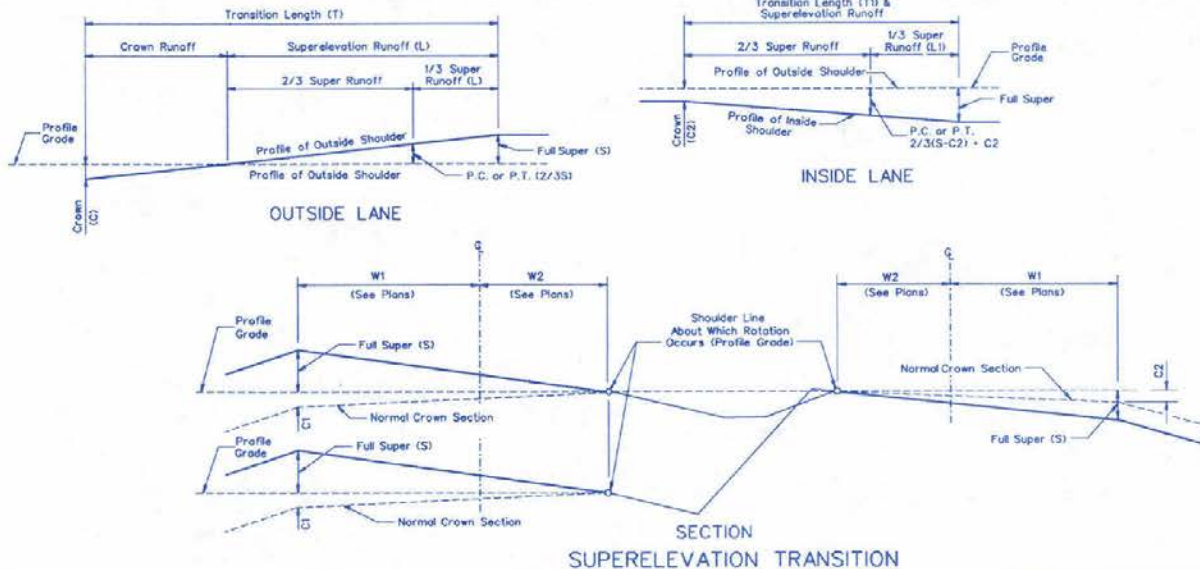 Transition Length (T)
Crown Runoff
Superelevation Runoff (L)
2/3 Super Runoff
1/3 Super
Runoff (L)
Profile
Grade
Profile of Outside Shoulder
Profile of Outside Shoulder
Full Super (S)
P.C. or P.T. (2/3S)
Crown
(C)
OUTSIDE LANE
Transition Length (T1) &
Superelevation Runoff
2/3 Super Runoff
1/3 Super
Runoff (L1)
Profile
Grade
Profile of Outside Shoulder
Full Super
Crown
(C2)
Profile of Inside
Shoulder
P.C. or P.T.
2/3(S-C2) + C2
INSIDE LANE
W1
(See Plans)
W2
(See Plans)
W2
(See Plans)
W1
(See Plans)
Profile
Grade
Full Super (S)
Shoulder Line
About Which Rotation
Occurs (Profile Grade)
Normal Crown Section
C2
C1
Normal Crown Section
Full Super (S)
Profile
Grade
Full Super (S)
C1
Normal Crown Section
SECTION
SUPERELEVATION TRANSITION